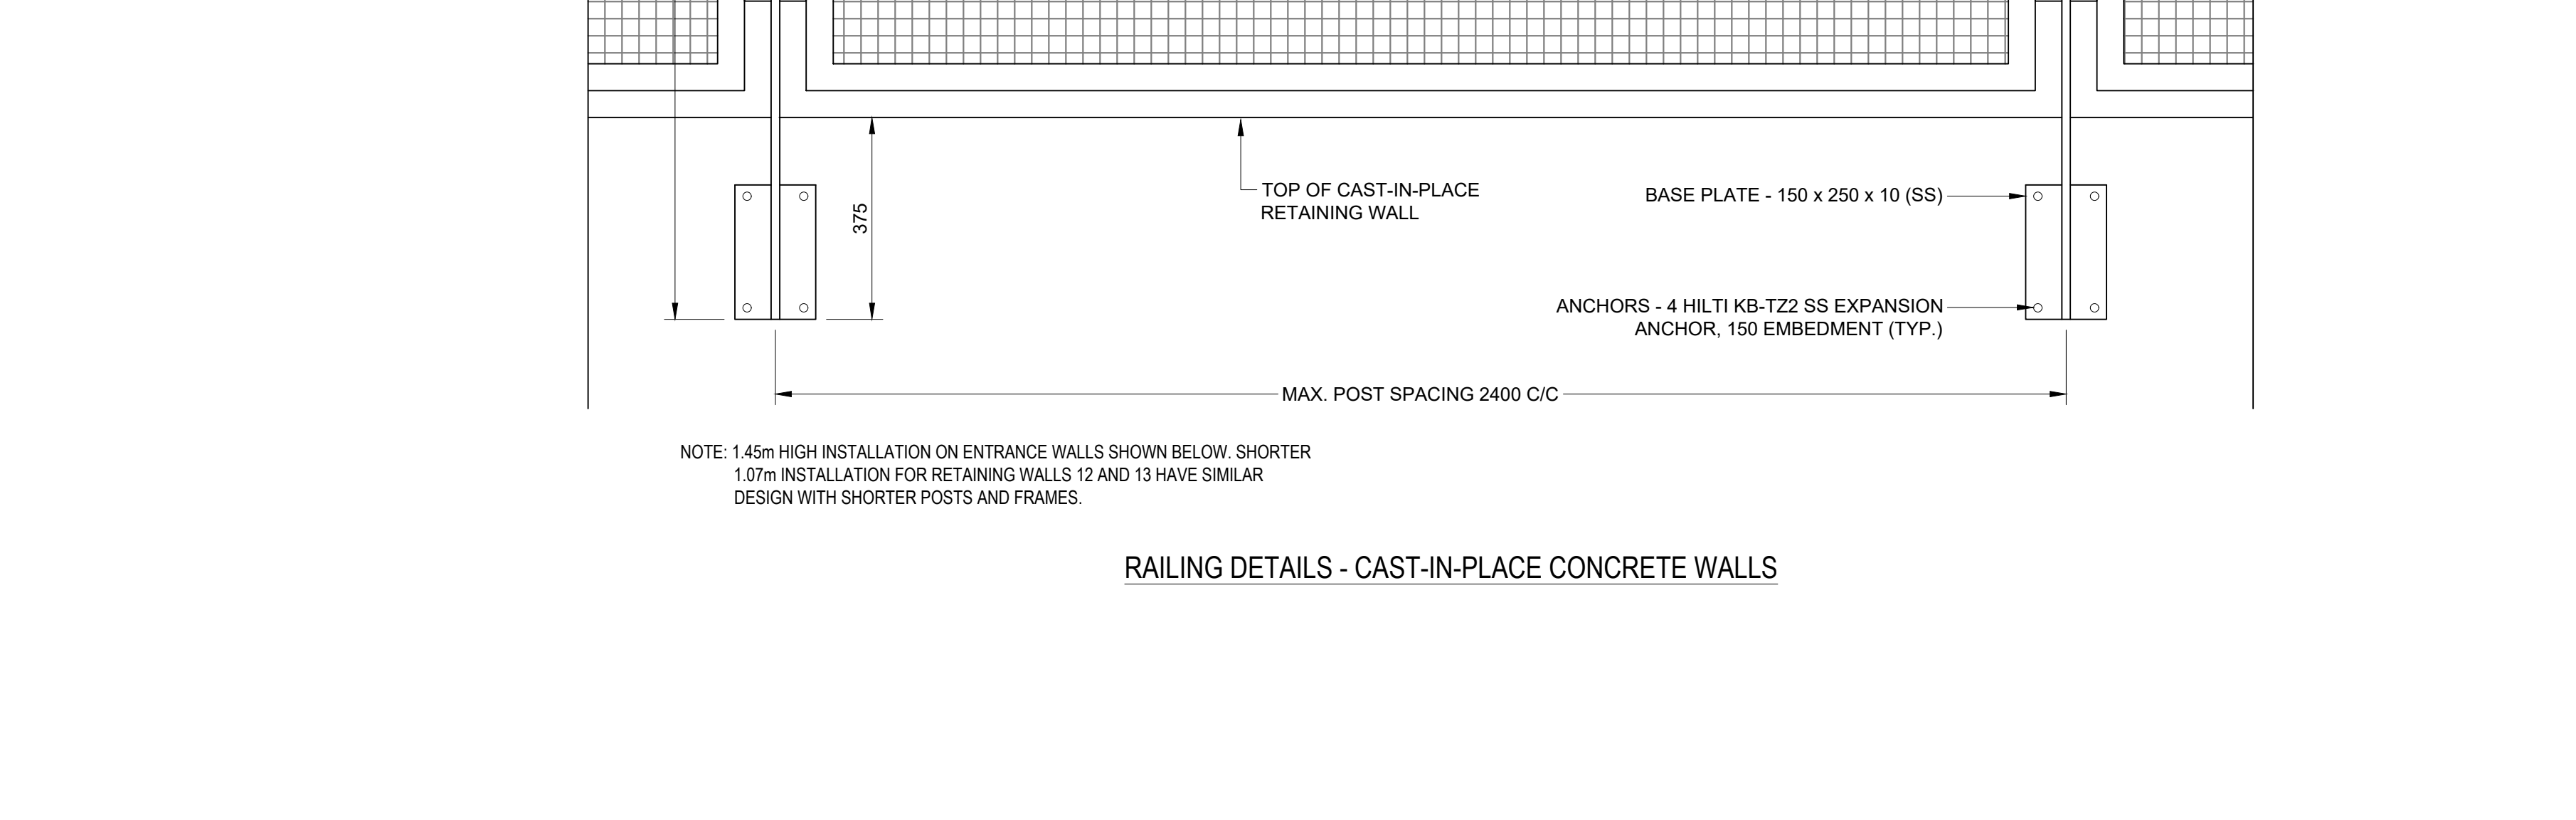 TOP OF CAST-IN-PLACE
RETAINING WALL
BASE PLATE - 150 x 250 x 10 (SS)
375
ANCHORS - 4 HILTI KB-TZ2 SS EXPANSION
ANCHOR, 150 EMBEDMENT (TYP.)
MAX. POST SPACING 2400 C/C
NOTE: 1.45m HIGH INSTALLATION ON ENTRANCE WALLS SHOWN BELOW. SHORTER
1.07m INSTALLATION FOR RETAINING WALLS 12 AND 13 HAVE SIMILAR
DESIGN WITH SHORTER POSTS AND FRAMES.
RAILING DETAILS - CAST-IN-PLACE CONCRETE WALLS